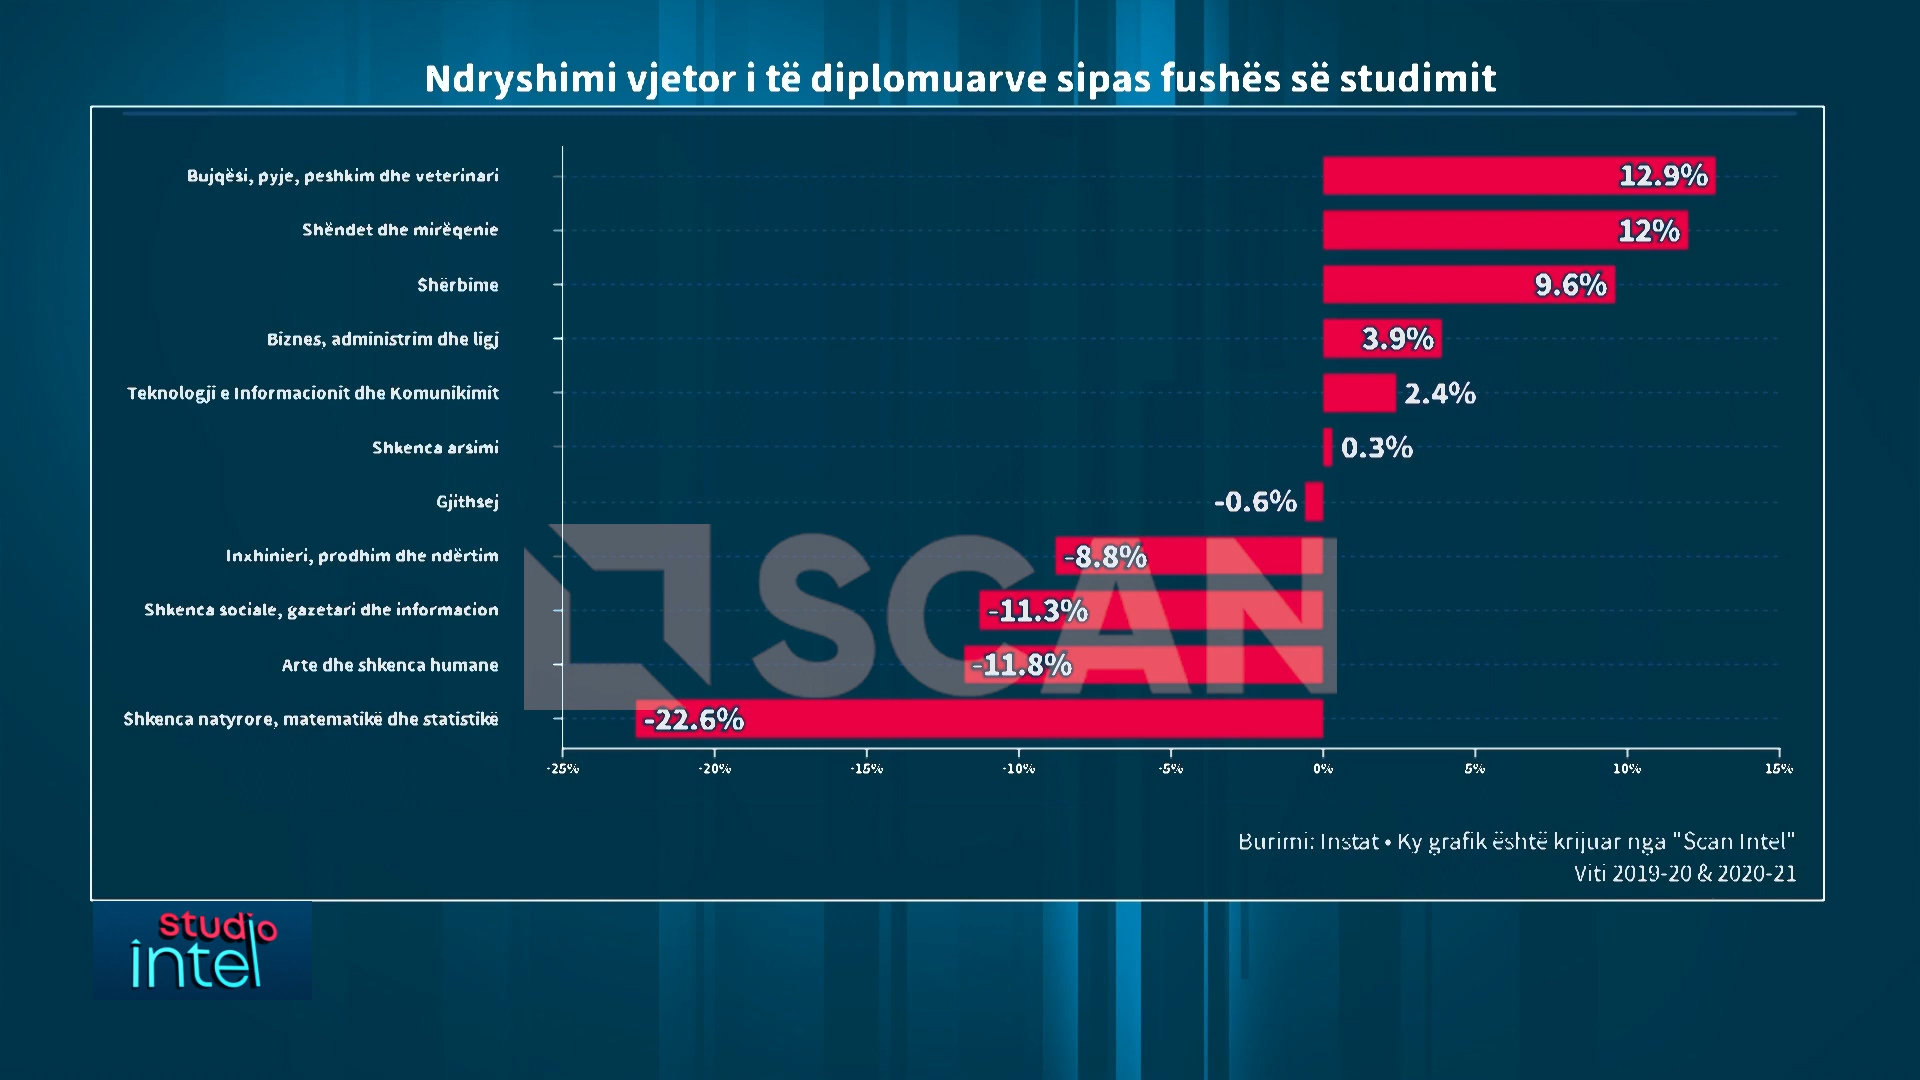 Ndryshimi vjetor i të diplomuarve sipas fushës së studimit
Bujqësi, pyje, peshkim dhe veterinari
12.9%
Shëndet dhe mirëqenie
12%
Shërbime
9.6%
Biznes, administrim dhe ligj
3.9%
Teknologji e Informacionit dhe Komunikimit
2.4%
Shkenca arsimi
0.3%
Gjithsej
-0.6%
Inxhinieri, prodhim dhe ndërtim
-8.8%
Shkenca sociale, gazetari dhe informacion
-11.3%
Arte dhe shkenca humane
-11.8%
Shkenca natyrore, matematikë dhe statistikë
-22.6%
SCAN
-25% -20% -15% -10% -5% 0% 5% 10% 15%
Burimi: Instat • Ky grafik është krijuar nga "Scan Intel"
Viti 2019-20 & 2020-21
studio
intel